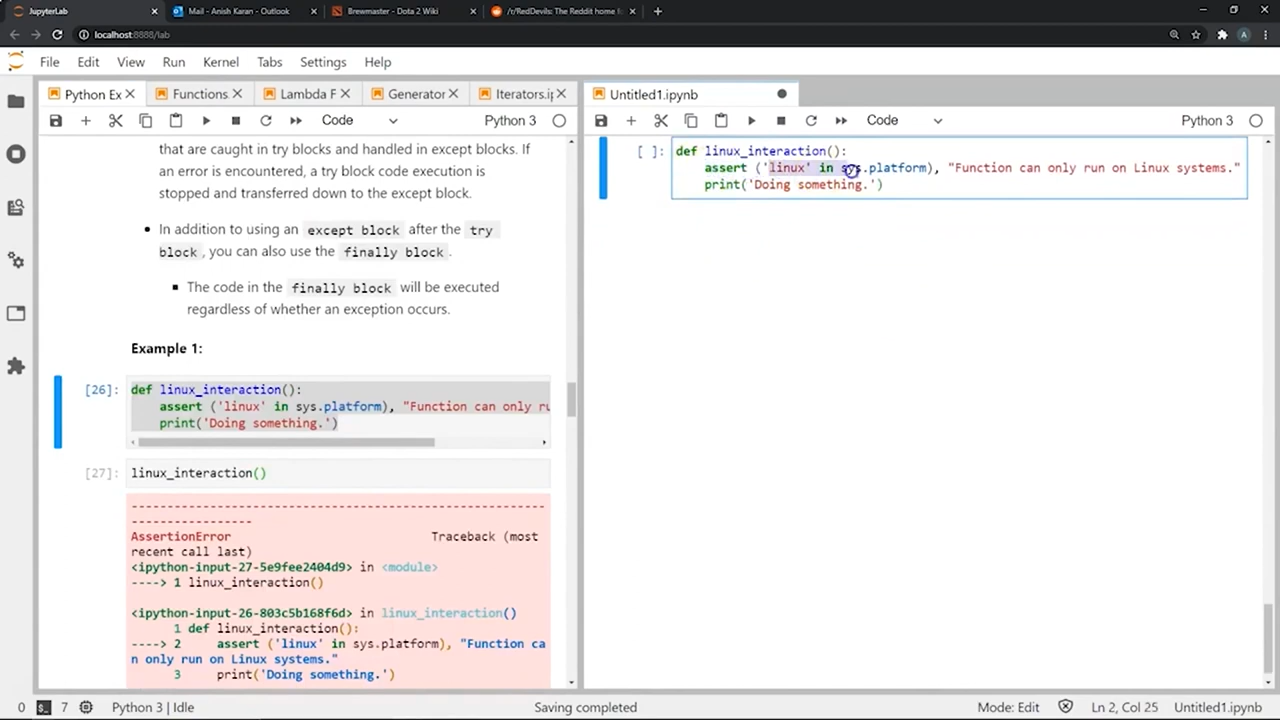 JupyterLab
Mail - Anish Karan - Outlook
Brewmaster - Dota 2 Wiki
/r/RedDevils: The Reddit home f
localhost:8888/lab
A
File Edit View Run Kernel Tabs Settings Help
Python Ex
Functions
Lambda F
Generator
Iterators.ip
Code
Python 3
that are caught in try blocks and handled in except blocks. If
an error is encountered, a try block code execution is
stopped and transferred down to the except block.
In addition to using an except block after the try
block, you can also use the finally block.
The code in the finally block will be executed
regardless of whether an exception occurs.
Example 1:
[26]: def linux_interaction():
assert ('linux' in sys.platform), "Function can only ru
print('Doing something.')
[27]: linux_interaction()
---------------------------------------------------------
-----------------
AssertionError Traceback (most
recent call last)
<ipython-input-27-5e9fee2404d9> in <module>
----> 1 linux_interaction()
<ipython-input-26-803c5b168f6d> in linux_interaction()
1 def linux_interaction():
----> 2 assert ('linux' in sys.platform), "Function ca
n only run on Linux systems."
3 print('Doing something.')
Untitled1.ipynb
Code
Python 3
[ ]: def linux_interaction():
assert ('linux' in sys.platform), "Function can only run on Linux systems."
print('Doing something.')
0 7 Python 3 | Idle
Saving completed
Mode: Edit Ln 2, Col 25 Untitled1.ipynb